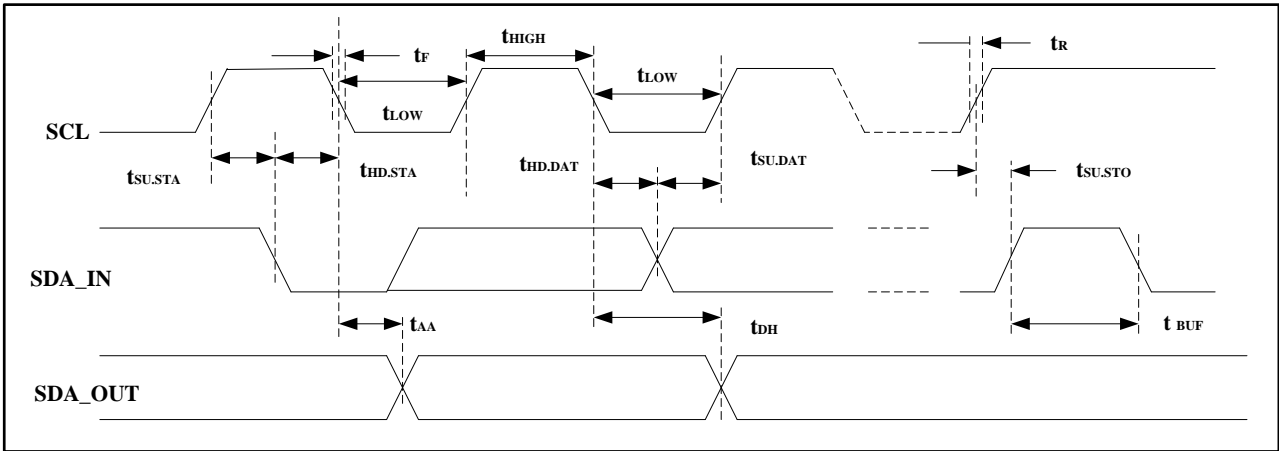 tF
tHIGH
tR
tLOW
tLOW
SCL
tSU.STA
tHD.STA
tHD.DAT
tSU.DAT
tSU.STO
SDA_IN
tAA
tDH
t BUF
SDA_OUT